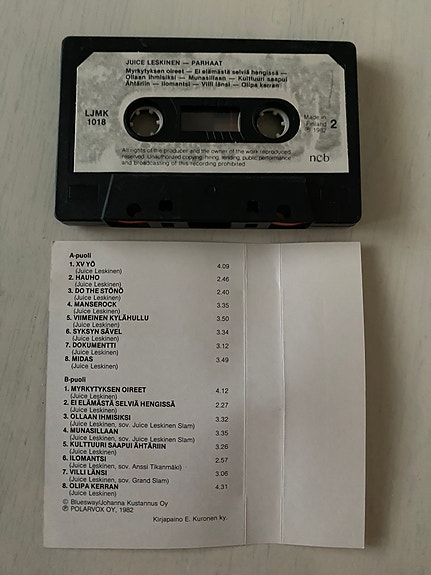 JUICE LESKINEN — PARHAAT
Myrkytyksen oireet — Ei elämästä selviä hengissä —
Ollaan ihmisiksi — Munasillaan — Kulttuuri saapui
Ähtäriin — Ilomantsi — Villi länsi — Olipa kerran
LJMK
1018
Made in
Finland
℗ 1982
2
All rights of the producer and the owner of the work reproduced
reserved. Unauthorized copying, hiring, lending, public performance
and broadcasting of this recording prohibited
ncb
A-puoli
1. XV YÖ 4.09
(Juice Leskinen)
2. HAUHO 2.46
(Juice Leskinen)
3. DO THE STÖNÖ 2.40
(Juice Leskinen)
4. MANSEROCK 3.35
(Juice Leskinen)
5. VIIMEINEN KYLÄHULLU 3.50
(Juice Leskinen)
6. SYKSYN SÄVEL 3.34
(Juice Leskinen)
7. DOKUMENTTI 3.12
(Juice Leskinen)
8. MIDAS 3.49
(Juice Leskinen)
B-puoli
1. MYRKYTYKSEN OIREET 4.12
(Juice Leskinen)
2. EI ELÄMÄSTÄ SELVIÄ HENGISSÄ 2.27
(Juice Leskinen)
3. OLLAAN IHMISIKSI 3.32
(Juice Leskinen, sov. Juice Leskinen Slam)
4. MUNASILLAAN 3.35
(Juice Leskinen, sov. Juice Leskinen Slam)
5. KULTTUURI SAAPUI ÄHTÄRIIN 3.26
(Juice Leskinen)
6. ILOMANTSI 2.57
(Juice Leskinen, sov. Anssi Tikanmäki)
7. VILLI LÄNSI 3.06
(Juice Leskinen, sov. Grand Slam)
8. OLIPA KERRAN 4.31
(Juice Leskinen)
© Bluesway/Johanna Kustannus Oy
℗ POLARVOX OY, 1982
Kirjapaino E. Kuronen ky.